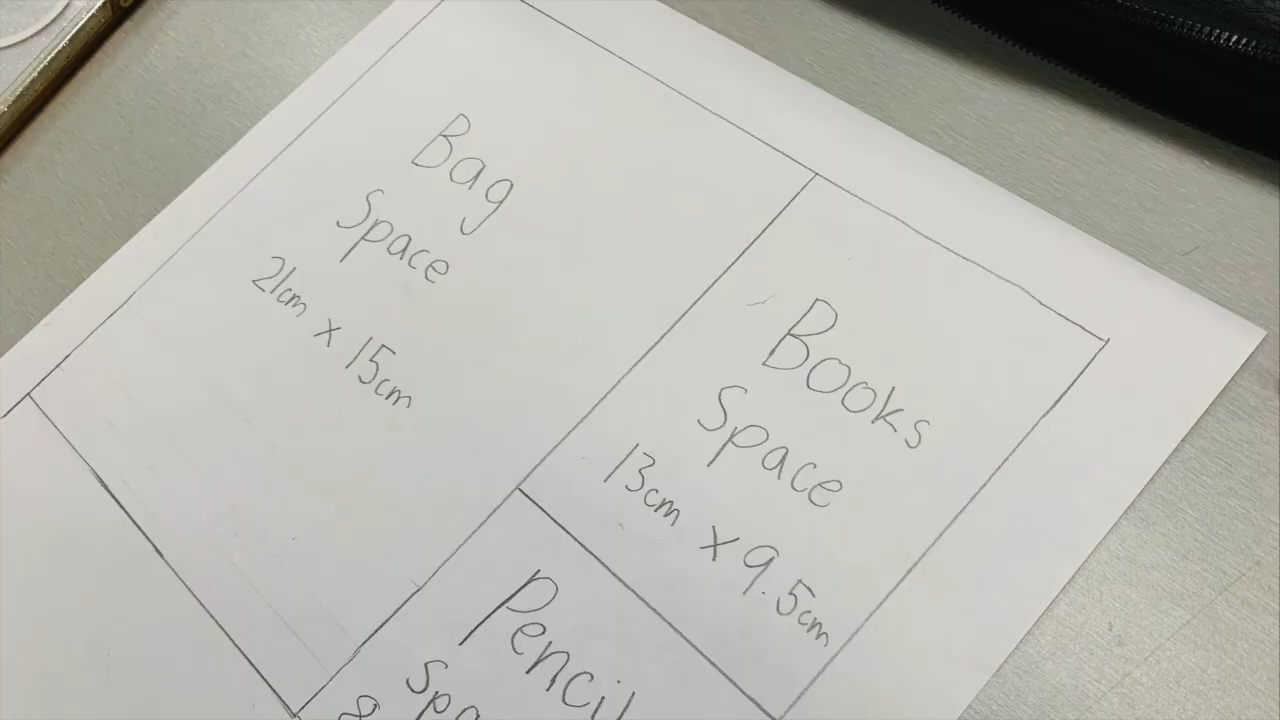 Bag
Space
21cm x 15cm
Books
Space
13cm x 9.5cm
Pencil